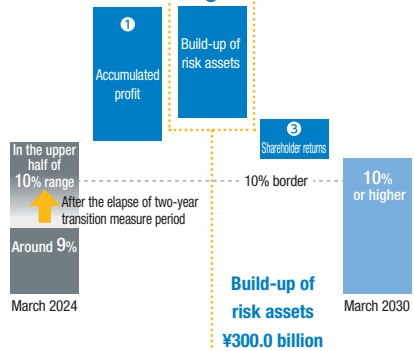 1
Accumulated
profit
Build-up of
risk assets
3
Shareholder returns
In the upper
half of
10% range
After the elapse of two-year
transition measure period
Around 9%
10% border
10%
or higher
March 2024
Build-up of
risk assets
¥300.0 billion
March 2030